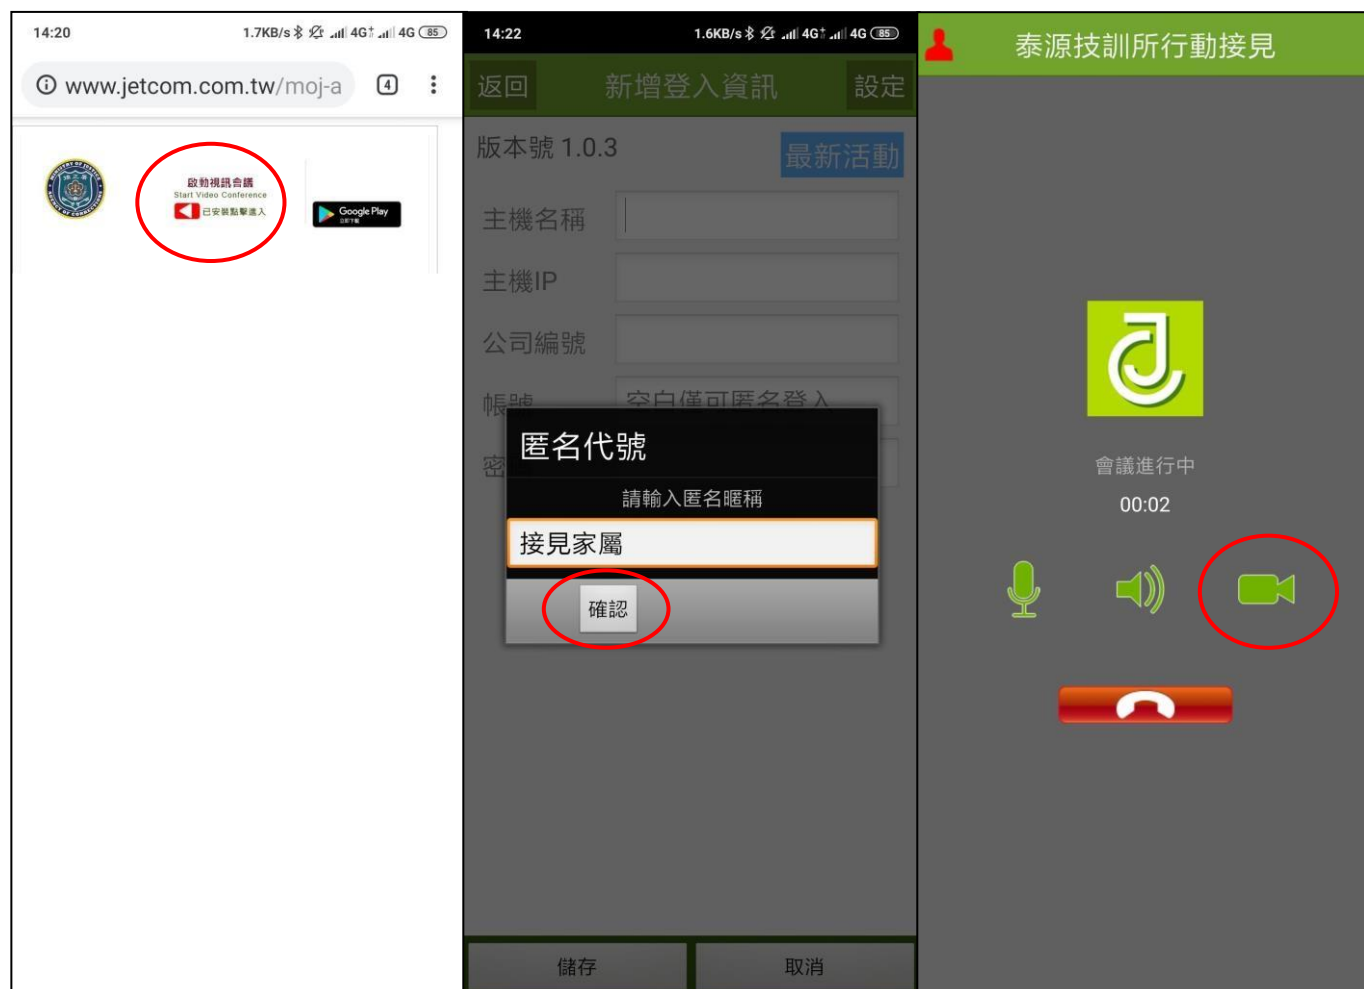 14:20 1.7KB/s 4G 4G 85
www.jetcom.com.tw/moj-a 4
啟動視訊會議
Start Video Conference
已安裝點擊進入
Google Play
立即下載
14:22 1.6KB/s 4G 4G 85
返回 新增登入資訊 設定
版本號 1.0.3 最新活動
主機名稱
主機IP
公司編號
帳號 空白僅可匿名登入
密
匿名代號
請輸入匿名暱稱
接見家屬
確認
儲存 取消
泰源技訓所行動接見
會議進行中
00:02